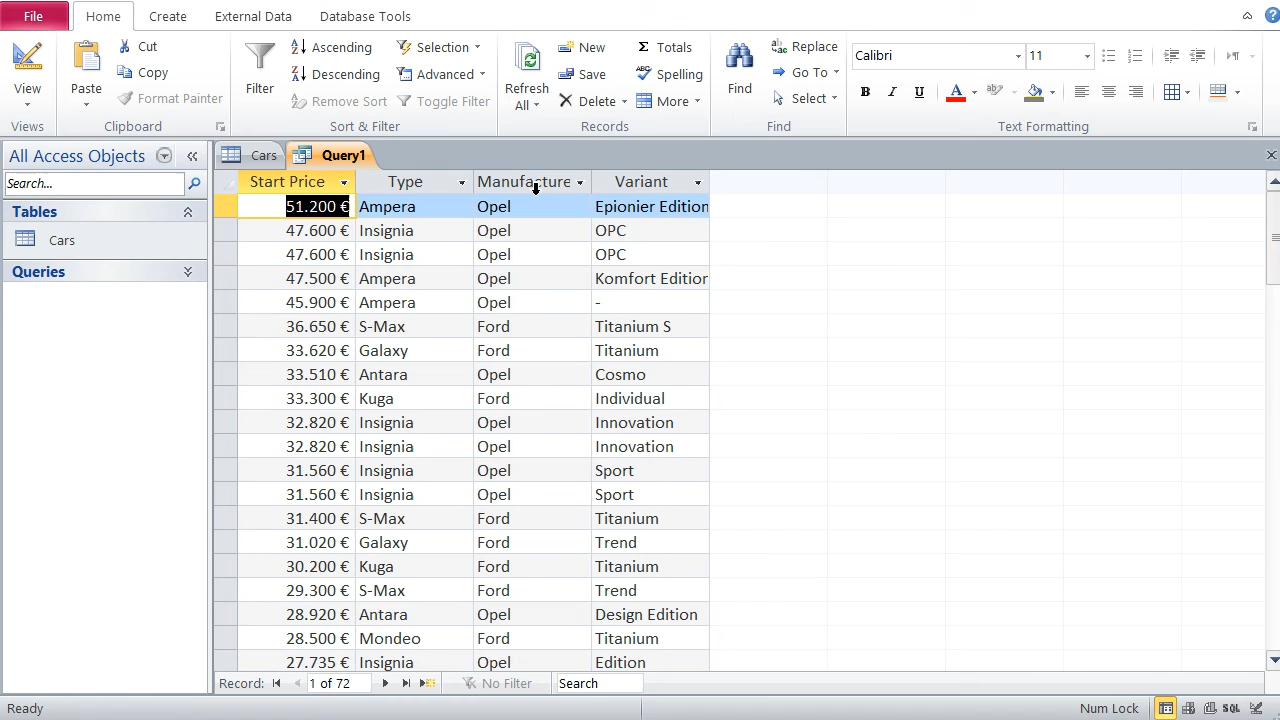 File Home Create External Data Database Tools
View
Views
Paste
Cut
Copy
Format Painter
Clipboard
Filter
Ascending
Descending
Remove Sort
Selection
Advanced
Toggle Filter
Sort & Filter
Refresh
All
New
Save
Delete
Totals
Spelling
More
Records
Find
Replace
Go To
Select
Find
Calibri 11
B I U A
Text Formatting
All Access Objects
Search...
Tables
Cars
Queries
Cars Query1
Start Price Type Manufacture Variant
51.200 € Ampera Opel Epionier Edition
47.600 € Insignia Opel OPC
47.600 € Insignia Opel OPC
47.500 € Ampera Opel Komfort Edition
45.900 € Ampera Opel -
36.650 € S-Max Ford Titanium S
33.620 € Galaxy Ford Titanium
33.510 € Antara Opel Cosmo
33.300 € Kuga Ford Individual
32.820 € Insignia Opel Innovation
32.820 € Insignia Opel Innovation
31.560 € Insignia Opel Sport
31.560 € Insignia Opel Sport
31.400 € S-Max Ford Titanium
31.020 € Galaxy Ford Trend
30.200 € Kuga Ford Titanium
29.300 € S-Max Ford Trend
28.920 € Antara Opel Design Edition
28.500 € Mondeo Ford Titanium
27.735 € Insignia Opel Edition
Record: 1 of 72 No Filter Search
Ready Num Lock SQL